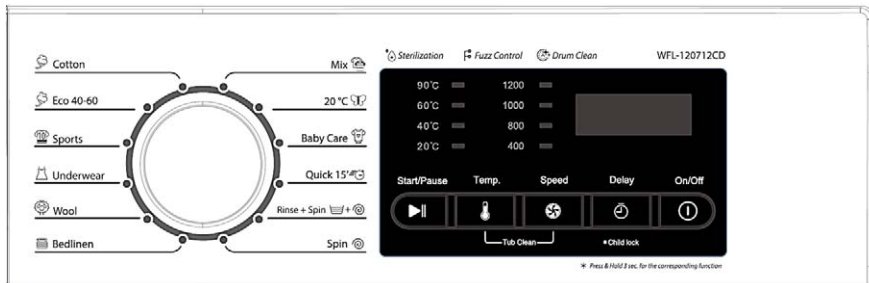 Sterilization Fuzz Control Drum Clean WFL-120712CD
Cotton
Eco 40-60
Sports
Underwear
Wool
Bedlinen
Mix
20 °C
Baby Care
Quick 15'
Rinse + Spin / +
Spin
90°C 1200
60°C 1000
40°C 800
20°C 400
Start/Pause Temp. Speed Delay On/Off
Tub Clean • Child lock
* Press & Hold 3 sec. for the corresponding function